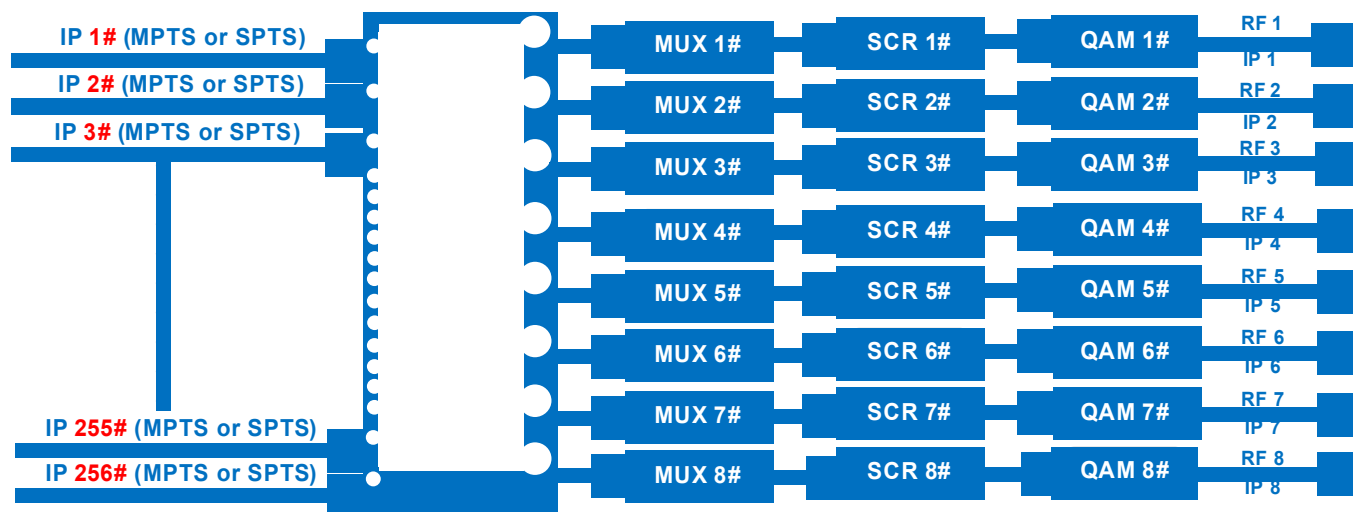 IP 1# (MPTS or SPTS)
IP 2# (MPTS or SPTS)
IP 3# (MPTS or SPTS)
IP 255# (MPTS or SPTS)
IP 256# (MPTS or SPTS)
MUX 1#
SCR 1#
QAM 1#
RF 1
IP 1
MUX 2#
SCR 2#
QAM 2#
RF 2
IP 2
MUX 3#
SCR 3#
QAM 3#
RF 3
IP 3
MUX 4#
SCR 4#
QAM 4#
RF 4
IP 4
MUX 5#
SCR 5#
QAM 5#
RF 5
IP 5
MUX 6#
SCR 6#
QAM 6#
RF 6
IP 6
MUX 7#
SCR 7#
QAM 7#
RF 7
IP 7
MUX 8#
SCR 8#
QAM 8#
RF 8
IP 8